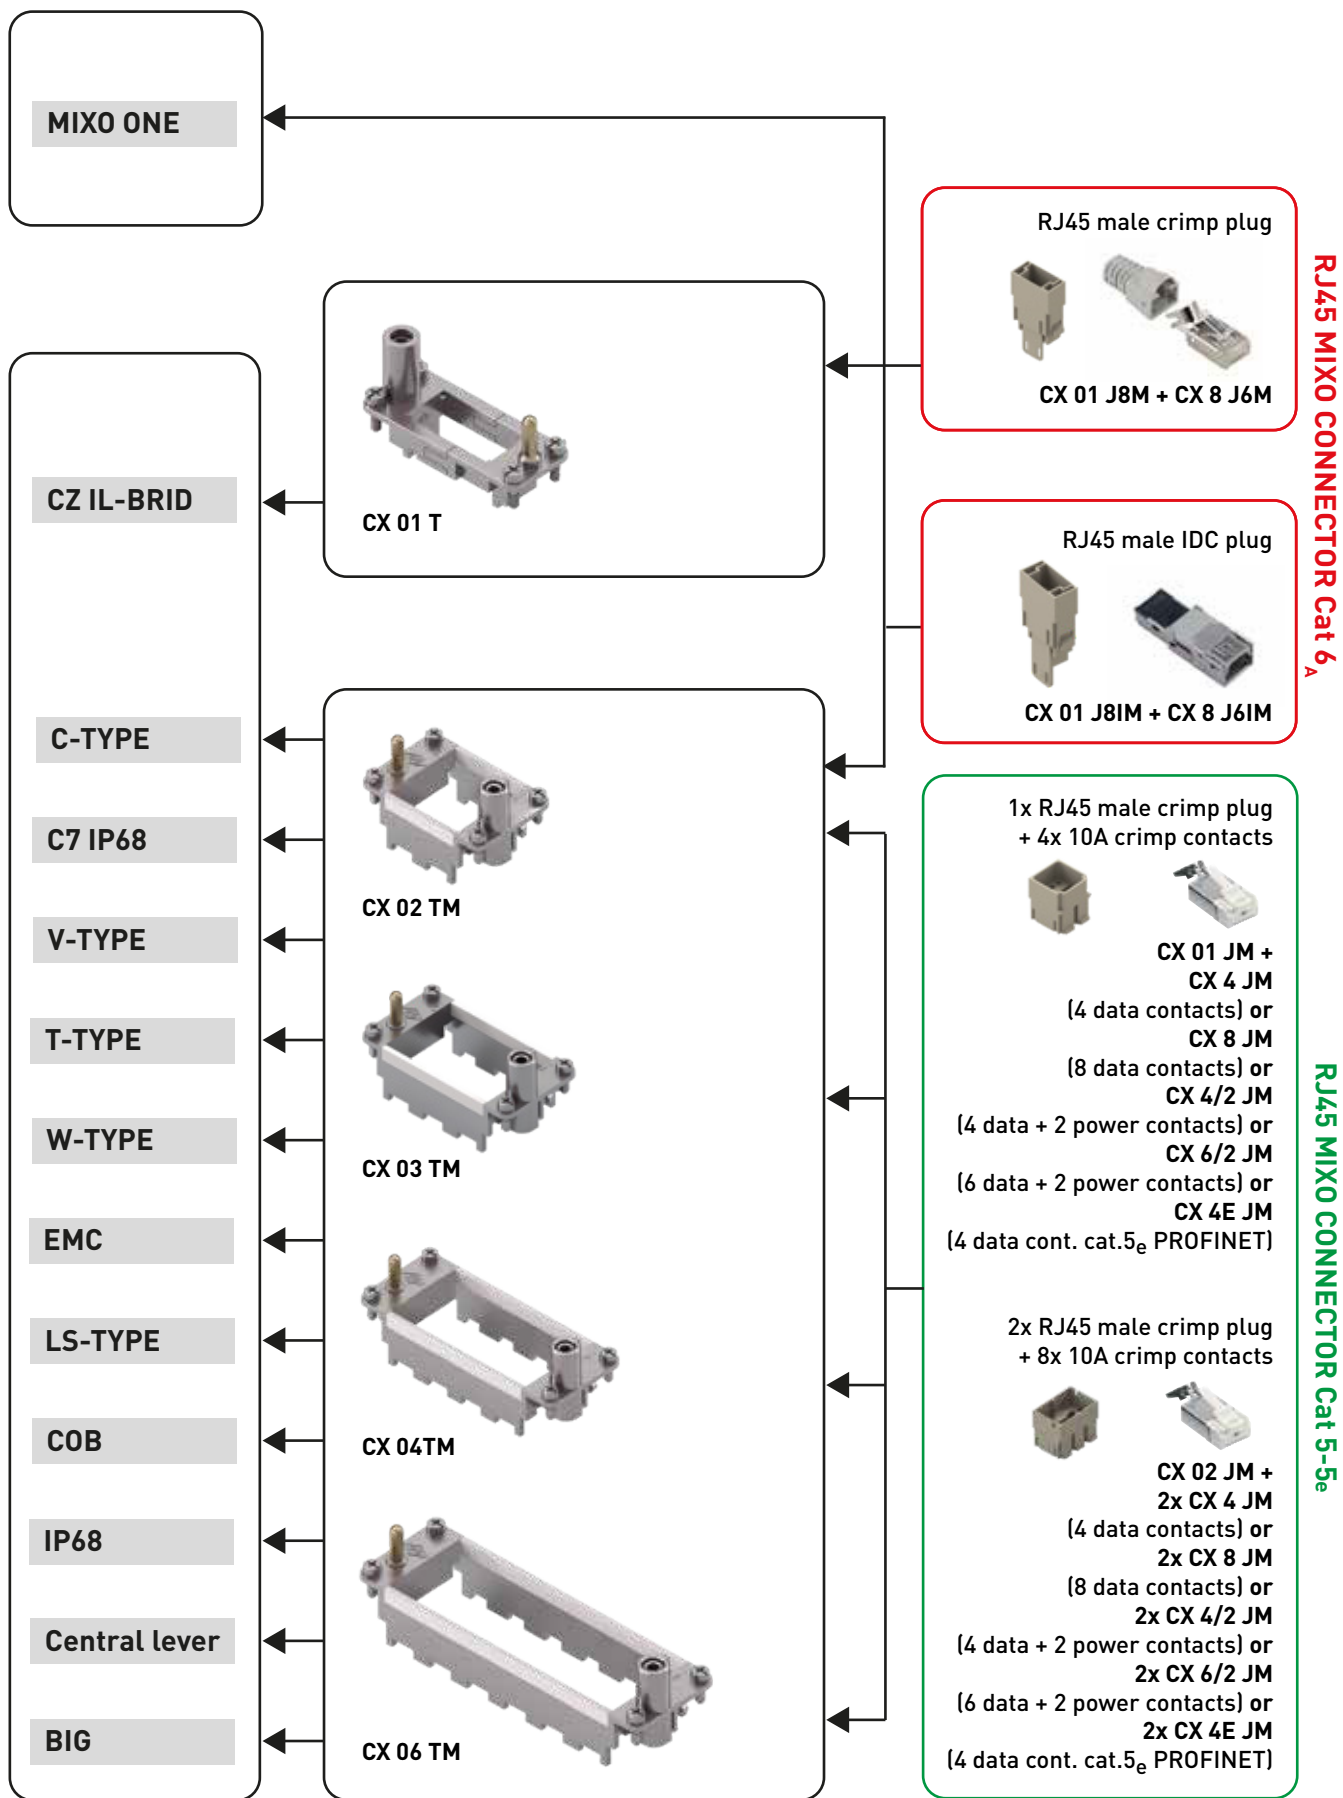 MIXO ONE
CZ IL-BRID
C-TYPE
C7 IP68
V-TYPE
T-TYPE
W-TYPE
EMC
LS-TYPE
COB
IP68
Central lever
BIG
CX 01 T
CX 02 TM
CX 03 TM
CX 04TM
CX 06 TM
RJ45 male crimp plug
CX 01 J8M + CX 8 J6M
RJ45 male IDC plug
CX 01 J8IM + CX 8 J6IM
RJ45 MIXO CONNECTOR Cat 6A
1x RJ45 male crimp plug
+ 4x 10A crimp contacts
CX 01 JM +
CX 4 JM
(4 data contacts) or
CX 8 JM
(8 data contacts) or
CX 4/2 JM
(4 data + 2 power contacts) or
CX 6/2 JM
(6 data + 2 power contacts) or
CX 4E JM
(4 data cont. cat.5e PROFINET)
2x RJ45 male crimp plug
+ 8x 10A crimp contacts
CX 02 JM +
2x CX 4 JM
(4 data contacts) or
2x CX 8 JM
(8 data contacts) or
2x CX 4/2 JM
(4 data + 2 power contacts) or
2x CX 6/2 JM
(6 data + 2 power contacts) or
2x CX 4E JM
(4 data cont. cat.5e PROFINET)
RJ45 MIXO CONNECTOR Cat 5-5e